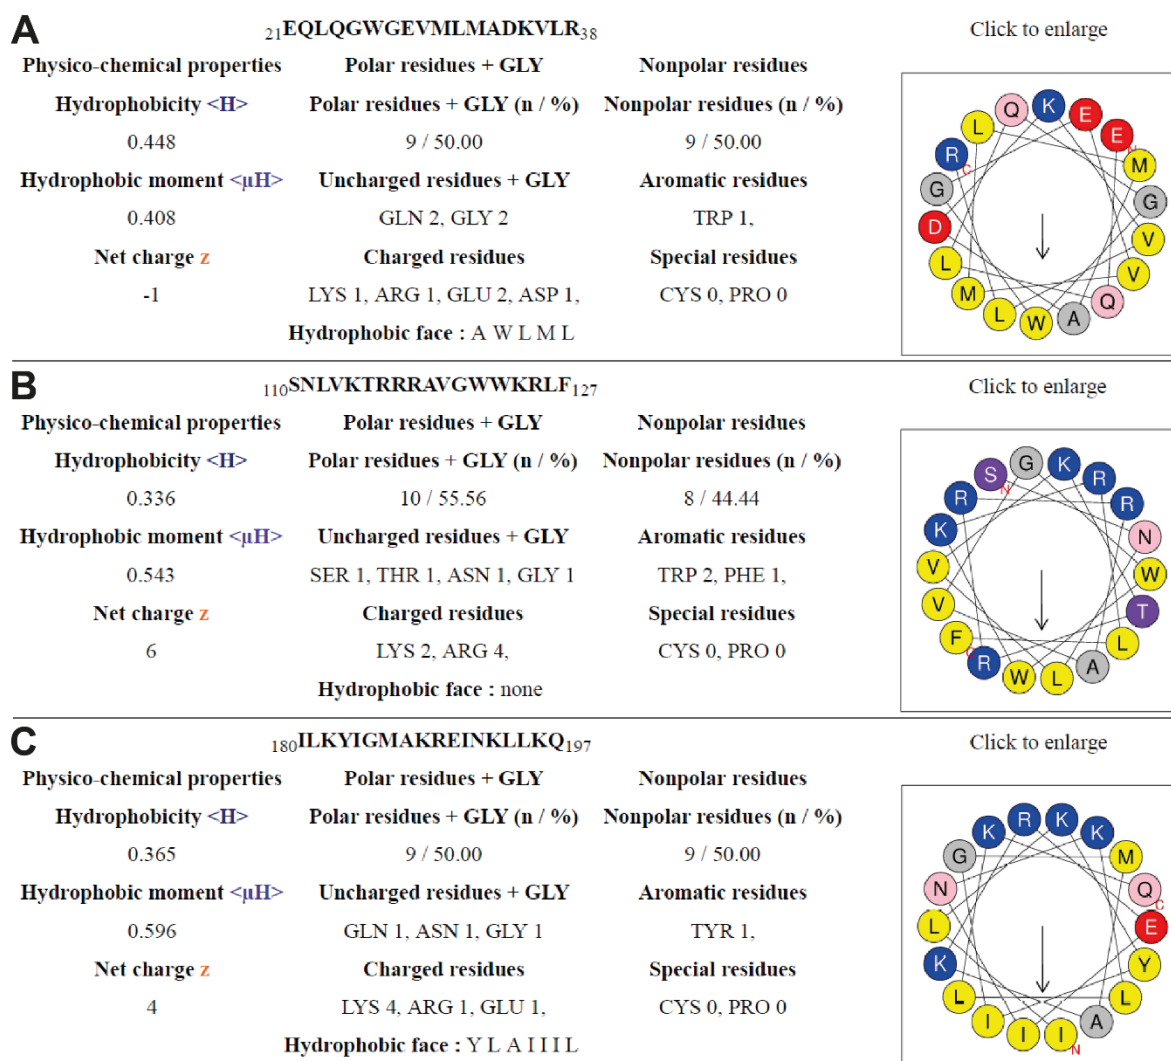 A
21EQLQGWGEVMLMADKVLR38
Click to enlarge
Physico-chemical properties Polar residues + GLY Nonpolar residues
Hydrophobicity <H> Polar residues + GLY (n / %) Nonpolar residues (n / %)
0.448 9 / 50.00 9 / 50.00
Hydrophobic moment <µH> Uncharged residues + GLY Aromatic residues
0.408 GLN 2, GLY 2 TRP 1,
Net charge z Charged residues Special residues
-1 LYS 1, ARG 1, GLU 2, ASP 1, CYS 0, PRO 0
Hydrophobic face : A W L M L
K E E N M G V V Q A W L M L D G R C L Q
B
110SNLVKTRRRAVGWWKRLF127
Click to enlarge
Physico-chemical properties Polar residues + GLY Nonpolar residues
Hydrophobicity <H> Polar residues + GLY (n / %) Nonpolar residues (n / %)
0.336 10 / 55.56 8 / 44.44
Hydrophobic moment <µH> Uncharged residues + GLY Aromatic residues
0.543 SER 1, THR 1, ASN 1, GLY 1 TRP 2, PHE 1,
Net charge z Charged residues Special residues
6 LYS 2, ARG 4, CYS 0, PRO 0
Hydrophobic face : none
G K R R N W T L A L W R C F V V K R S N
C
180ILKYIGMAKREINKLLKQ197
Click to enlarge
Physico-chemical properties Polar residues + GLY Nonpolar residues
Hydrophobicity <H> Polar residues + GLY (n / %) Nonpolar residues (n / %)
0.365 9 / 50.00 9 / 50.00
Hydrophobic moment <µH> Uncharged residues + GLY Aromatic residues
0.596 GLN 1, ASN 1, GLY 1 TYR 1,
Net charge z Charged residues Special residues
4 LYS 4, ARG 1, GLU 1, CYS 0, PRO 0
Hydrophobic face : Y L A I I I L
R K K M Q C E Y L A I N I I L K L N G K